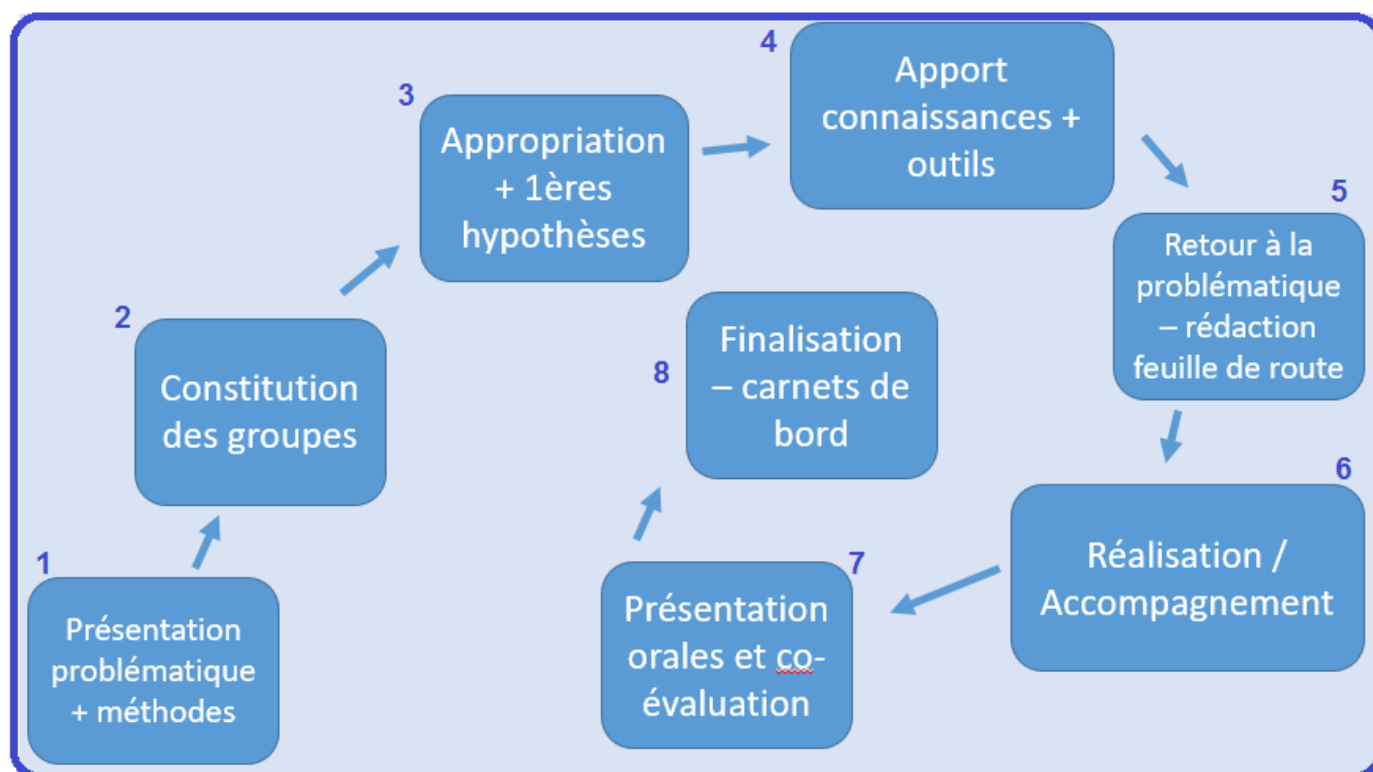 1
Présentation
problématique
+ méthodes
2
Constitution
des groupes
3
Appropriation
+ 1ères
hypothèses
4
Apport
connaissances +
outils
5
Retour à la
problématique
– rédaction
feuille de route
6
Réalisation /
Accompagnement
7
Présentation
orales et co-
évaluation
8
Finalisation
– carnets de
bord